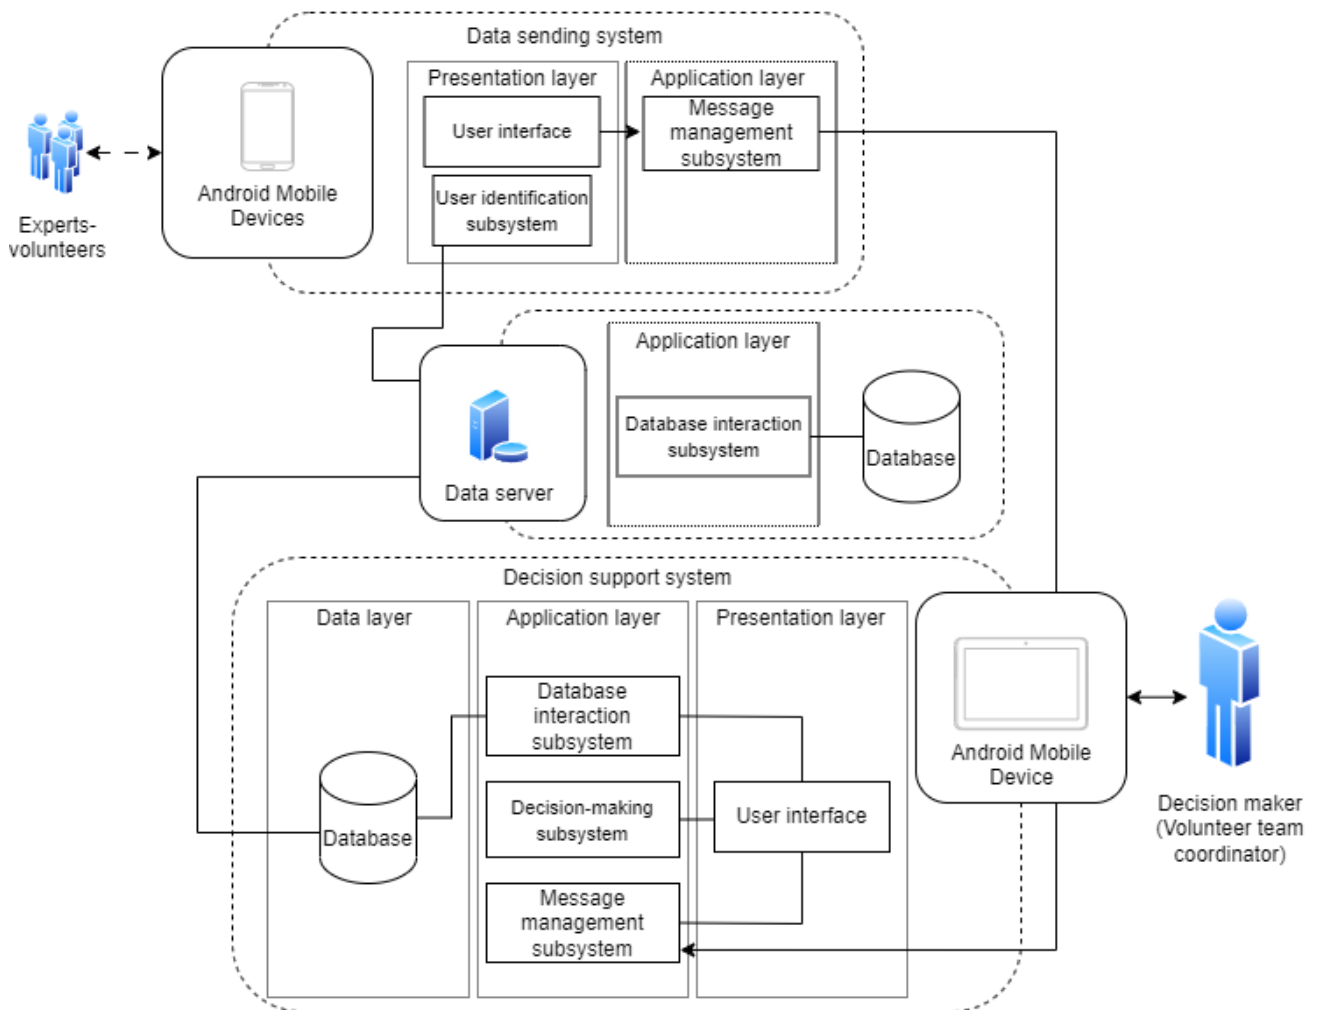 Data sending system
Presentation layer
Application layer
User interface
Message
management
subsystem
User identification
subsystem
Android Mobile
Devices
Experts-
volunteers
Application layer
Database interaction
subsystem
Database
Data server
Decision support system
Data layer
Application layer
Presentation layer
Database
interaction
subsystem
Decision-making
subsystem
User interface
Database
Message
management
subsystem
Android Mobile
Device
Decision maker
(Volunteer team
coordinator)